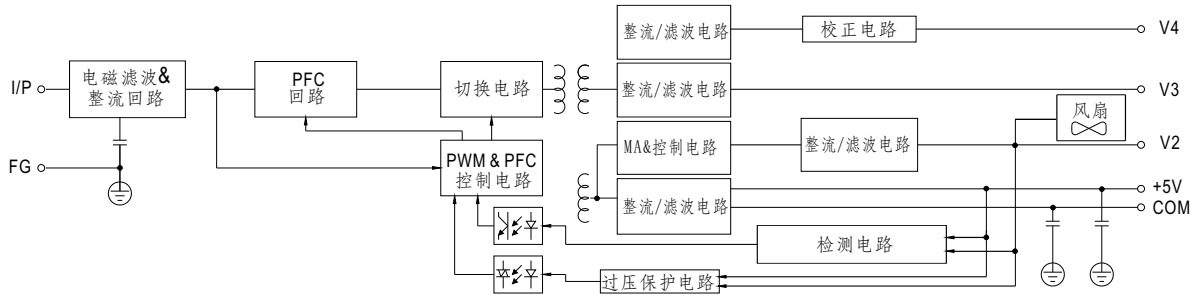 整流/滤波电路
校正电路
V4
I/P
电磁滤波&
整流回路
PFC
回路
切换电路
整流/滤波电路
V3
风扇
FG
PWM & PFC
控制电路
MA&控制电路
整流/滤波电路
V2
整流/滤波电路
+5V
COM
检测电路
过压保护电路